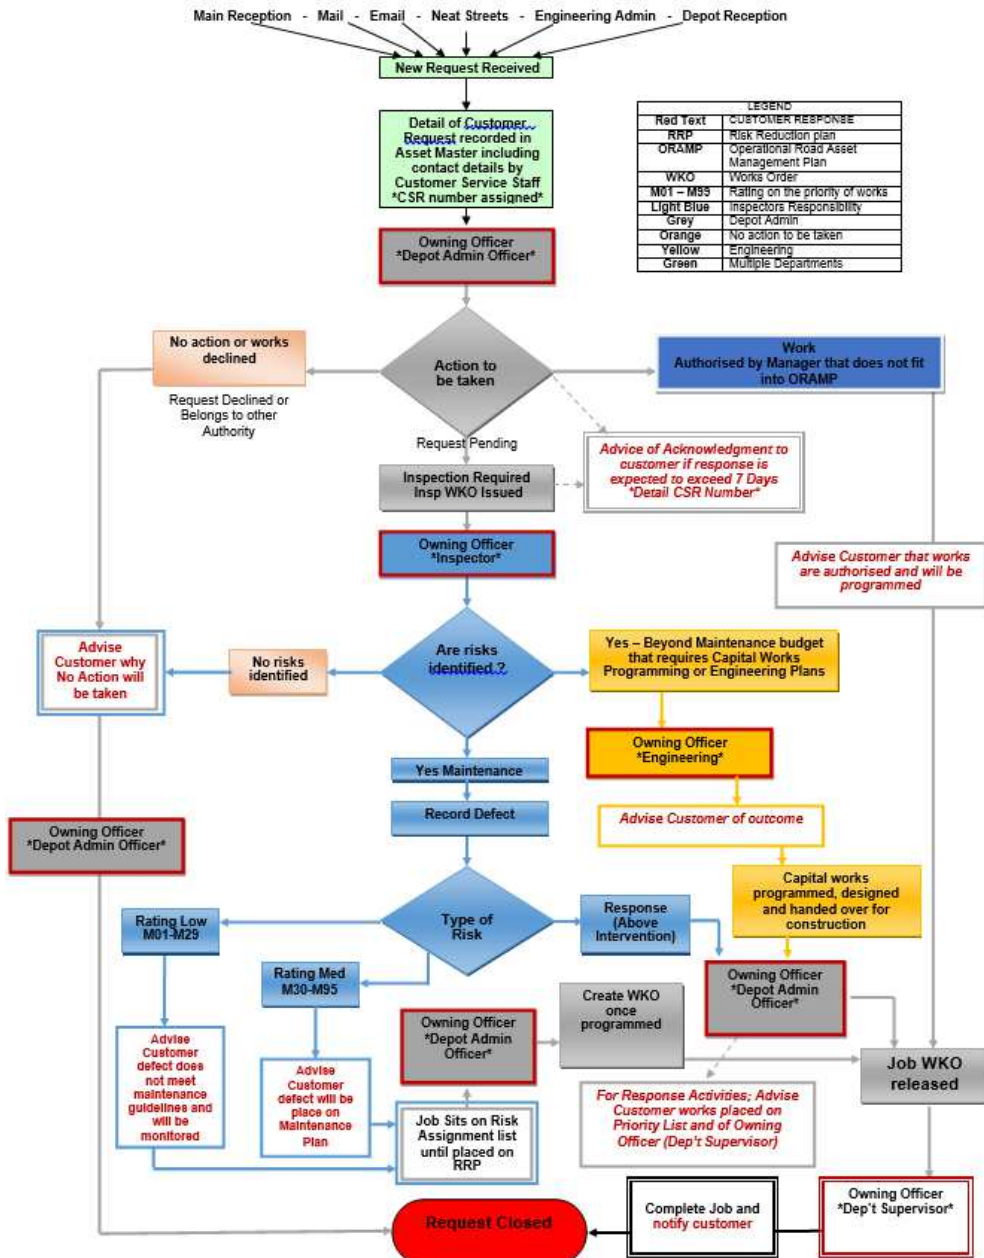 Main Reception - Mail - Email - Neat Streets - Engineering Admin - Depot Reception
New Request Received
Detail of Customer
Request recorded in
Asset Master including
contact details by
Customer Service Staff
*CSR number assigned*
LEGEND
Red Text CUSTOMER RESPONSE
RRP Risk Reduction plan
ORAMP Operational Road Asset
Management Plan
WKO Works Order
M01 – M99 Rating on the priority of works
Light Blue Inspectors Responsibility
Grey Depot Admin
Orange No action to be taken
Yellow Engineering
Green Multiple Departments
Owning Officer
*Depot Admin Officer*
No action or works
declined
Request Declined or
Belongs to other
Authority
Action to
be taken
Work
Authorised by Manager that does not fit
into ORAMP
Request Pending
Advice of Acknowledgment to
customer if response is
expected to exceed 7 Days
*Detail CSR Number*
Inspection Required
Insp WKO Issued
Owning Officer
*Inspector*
Advise Customer that works
are authorised and will be
programmed
Advise
Customer why
No Action will
be taken
No risks
identified
Are risks
identified ?
Yes – Beyond Maintenance budget
that requires Capital Works
Programming or Engineering Plans
Owning Officer
*Engineering*
Yes Maintenance
Record Defect
Advise Customer of outcome
Owning Officer
*Depot Admin Officer*
Capital works
programmed, designed
and handed over for
construction
Rating Low
M01-M29
Type of
Risk
Response
(Above
Intervention)
Rating Med
M30-M95
Owning Officer
*Depot Admin
Officer*
Create WKO
once
programmed
Owning Officer
*Depot Admin
Officer*
Job WKO
released
Advise
Customer
defect does
not meet
maintenance
guidelines and
will be
monitored
Advise
Customer
defect will be
place on
Maintenance
Plan
Job Sits on Risk
Assignment list
until placed on
RRP
For Response Activities; Advise
Customer works placed on
Priority List and of Owning
Officer (Dep't Supervisor)
Request Closed
Complete Job and
notify customer
Owning Officer
*Dep't Supervisor*